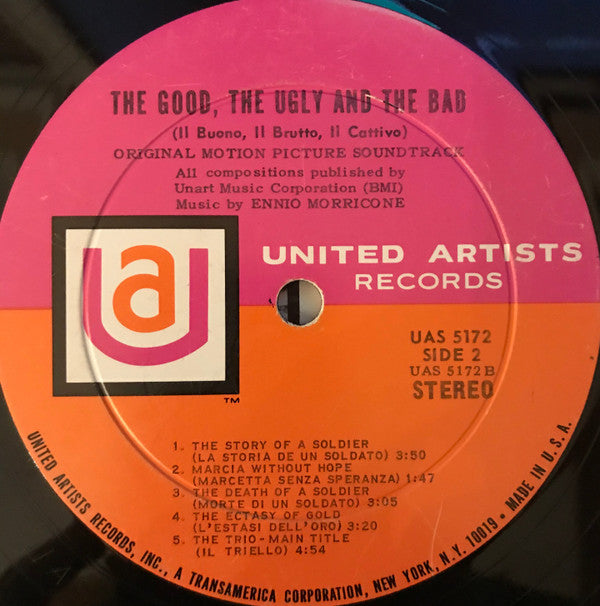 THE GOOD, THE UGLY AND THE BAD
(Il Buono, Il Brutto, Il Cattivo)
ORIGINAL MOTION PICTURE SOUNDTRACK
All compositions published by
Unart Music Corporation (BMI)
Music by ENNIO MORRICONE
ua
UNITED ARTISTS
RECORDS
TM
UAS 5172
SIDE 2
UAS 5172B
STEREO
1. THE STORY OF A SOLDIER
(LA STORIA DE UN SOLDATO) 3:50
2. MARCIA WITHOUT HOPE
(MARCETTA SENZA SPERANZA) 1:47
3. THE DEATH OF A SOLDIER
(MORTE DI UN SOLDATO) 3:05
4. THE ECTASY OF GOLD
(L'ESTASI DELL'ORO) 3:20
5. THE TRIO-MAIN TITLE
(IL TRIELLO) 4:54
UNITED ARTISTS RECORDS, INC., A TRANSAMERICA CORPORATION, NEW YORK, N.Y. 10019 • MADE IN U.S.A.